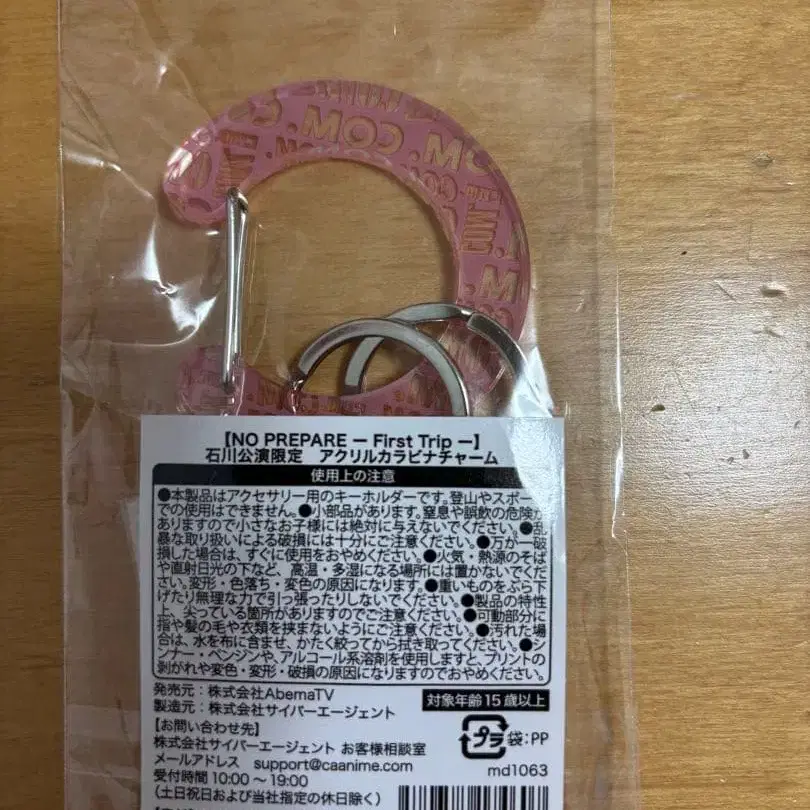 COM.
COM.
M
COM.
.M
【NO PREPARE ー First Trip ー】
石川公演限定　アクリルカラビナチャーム
使用上の注意
●本製品はアクセサリー用のキーホルダーです。登山やスポー
での使用はできません。●小部品があります。窒息や誤飲の危険が
ありますので小さなお子様には絶対に与えないでください。●乱
暴な取り扱いによる破損には十分にご注意ください。●万が一破
損した場合は、すぐに使用をおやめください。●火気・熱源のそば
や直射日光の下など、高温・多湿になる場所には置かないでくだ
さい。変形・色落ち・変色の原因になります。●重いものをぶら下
げたり無理な力で引っ張ったりしないでください。●製品の特性
上、尖っている箇所がありますのでご注意ください。●可動部分に
指や髪の毛や衣類を挟まないようにご注意ください。●汚れた場
合は、水を布に含ませ、かたく絞ってから拭き取ってください。●シ
ンナー・ベンジンや、アルコール系溶剤を使用しますと、プリントの
剥がれや変色・変形・破損の原因になりますのでおやめください。
発売元：株式会社AbemaTV
製造元：株式会社サイバーエージェント
対象年齢15歳以上
【お問い合わせ先】
株式会社サイバーエージェント お客様相談室
メールアドレス　support@caanime.com
受付時間 10:00～19:00
（土日祝日および当社指定の休日除く）
プラ
袋：PP
md1063